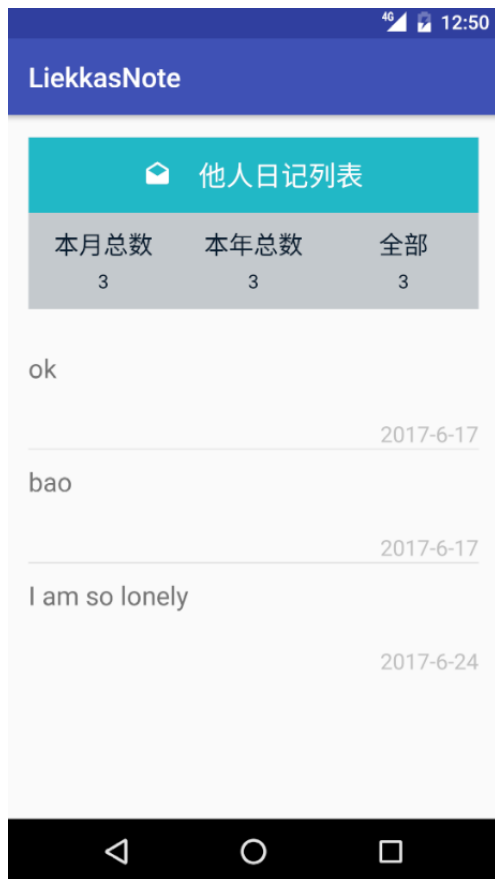 4G 12:50
LiekkasNote
他人日记列表
本月总数 本年总数 全部
3 3 3
ok
2017-6-17
bao
2017-6-17
I am so lonely
2017-6-24